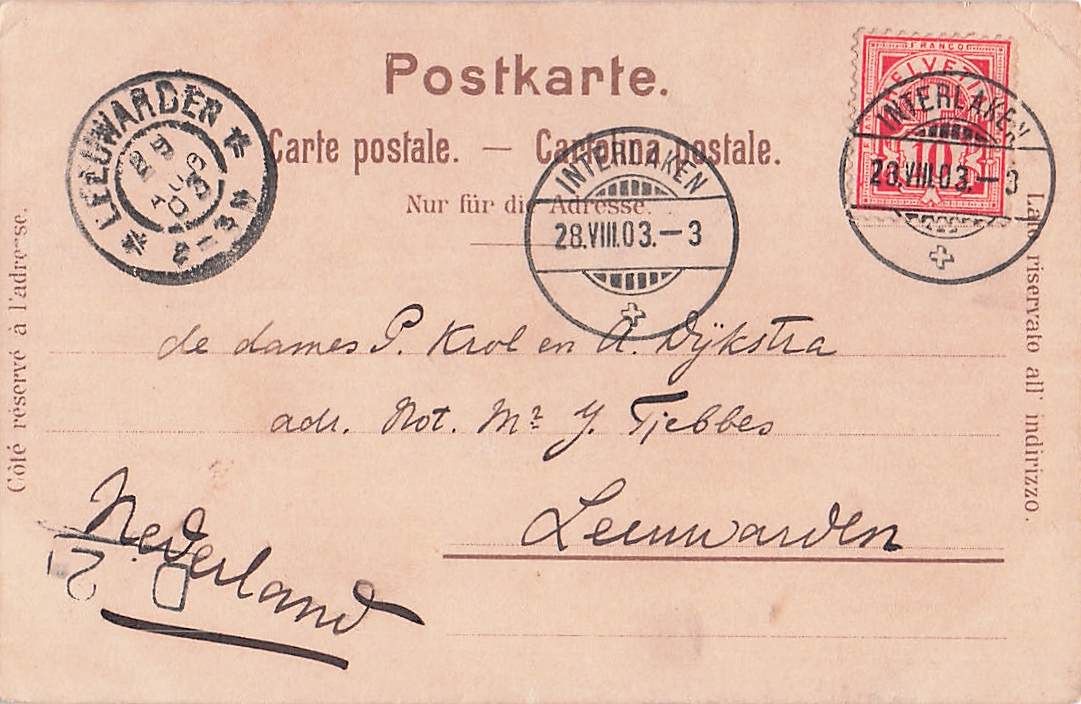 Postkarte.
Carte postale. — Cartolina postale.
Nur für die Adresse.
Côté réservé à l'adresse.
Lato riservato all' indirizzo.
FRANCO
HELVETIA
10
INTERLAKEN
28.VIII.03.—3
INTERLAKEN
28.VIII.03.—3
LEEUWARDEN
de dames P. Krol en A. Dijkstra
adr. Not. Mr. Y. Tjebbes
Leeuwarden
Nederland